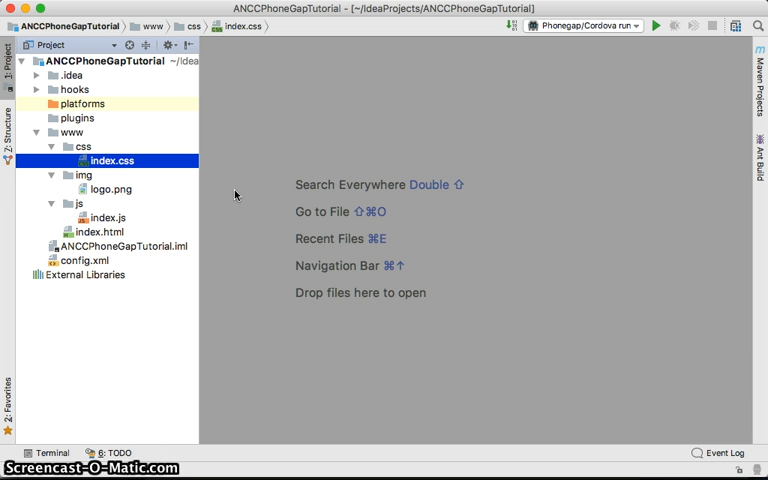 ANCCPhoneGapTutorial - [~/IdeaProjects/ANCCPhoneGapTutorial]
ANCCPhoneGapTutorial www css index.css Phonegap/Cordova run
Project
ANCCPhoneGapTutorial ~/Idea
.idea
hooks
platforms
plugins
www
css
index.css
img
logo.png
js
index.js
index.html
ANCCPhoneGapTutorial.iml
config.xml
External Libraries
1: Project
2: Structure
2: Favorites
Search Everywhere Double ⇧
Go to File ⇧⌘O
Recent Files ⌘E
Navigation Bar ⌘↑
Drop files here to open
m
Maven Projects
Ant Build
Terminal 6: TODO Event Log
Screencast-O-Matic.com